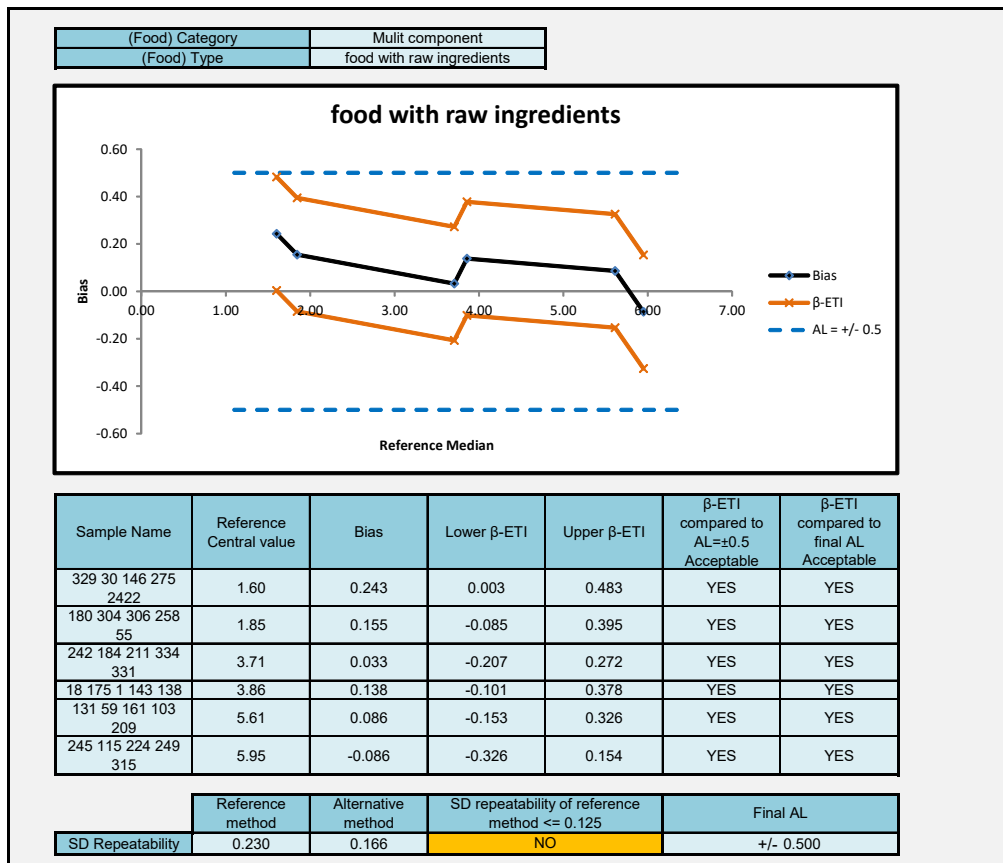 (Food) Category Mulit component
(Food) Type food with raw ingredients
food with raw ingredients
0.60
0.40
0.20
0.00
-0.20
-0.40
-0.60
0.00 1.00 2.00 3.00 4.00 5.00 6.00 7.00
Bias
Reference Median
Bias
β-ETI
AL = +/- 0.5
Sample Name Reference Central value Bias Lower β-ETI Upper β-ETI β-ETI compared to AL=±0.5 Acceptable β-ETI compared to final AL Acceptable
329 30 146 275 2422 1.60 0.243 0.003 0.483 YES YES
180 304 306 258 55 1.85 0.155 -0.085 0.395 YES YES
242 184 211 334 331 3.71 0.033 -0.207 0.272 YES YES
18 175 1 143 138 3.86 0.138 -0.101 0.378 YES YES
131 59 161 103 209 5.61 0.086 -0.153 0.326 YES YES
245 115 224 249 315 5.95 -0.086 -0.326 0.154 YES YES
Reference method Alternative method SD repeatability of reference method <= 0.125 Final AL
SD Repeatability 0.230 0.166 NO +/- 0.500